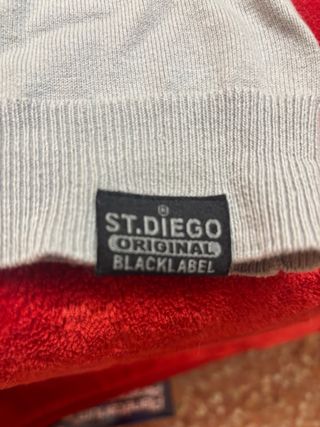 ®
ST.DIEGO
ORIGINAL
BLACKLABEL